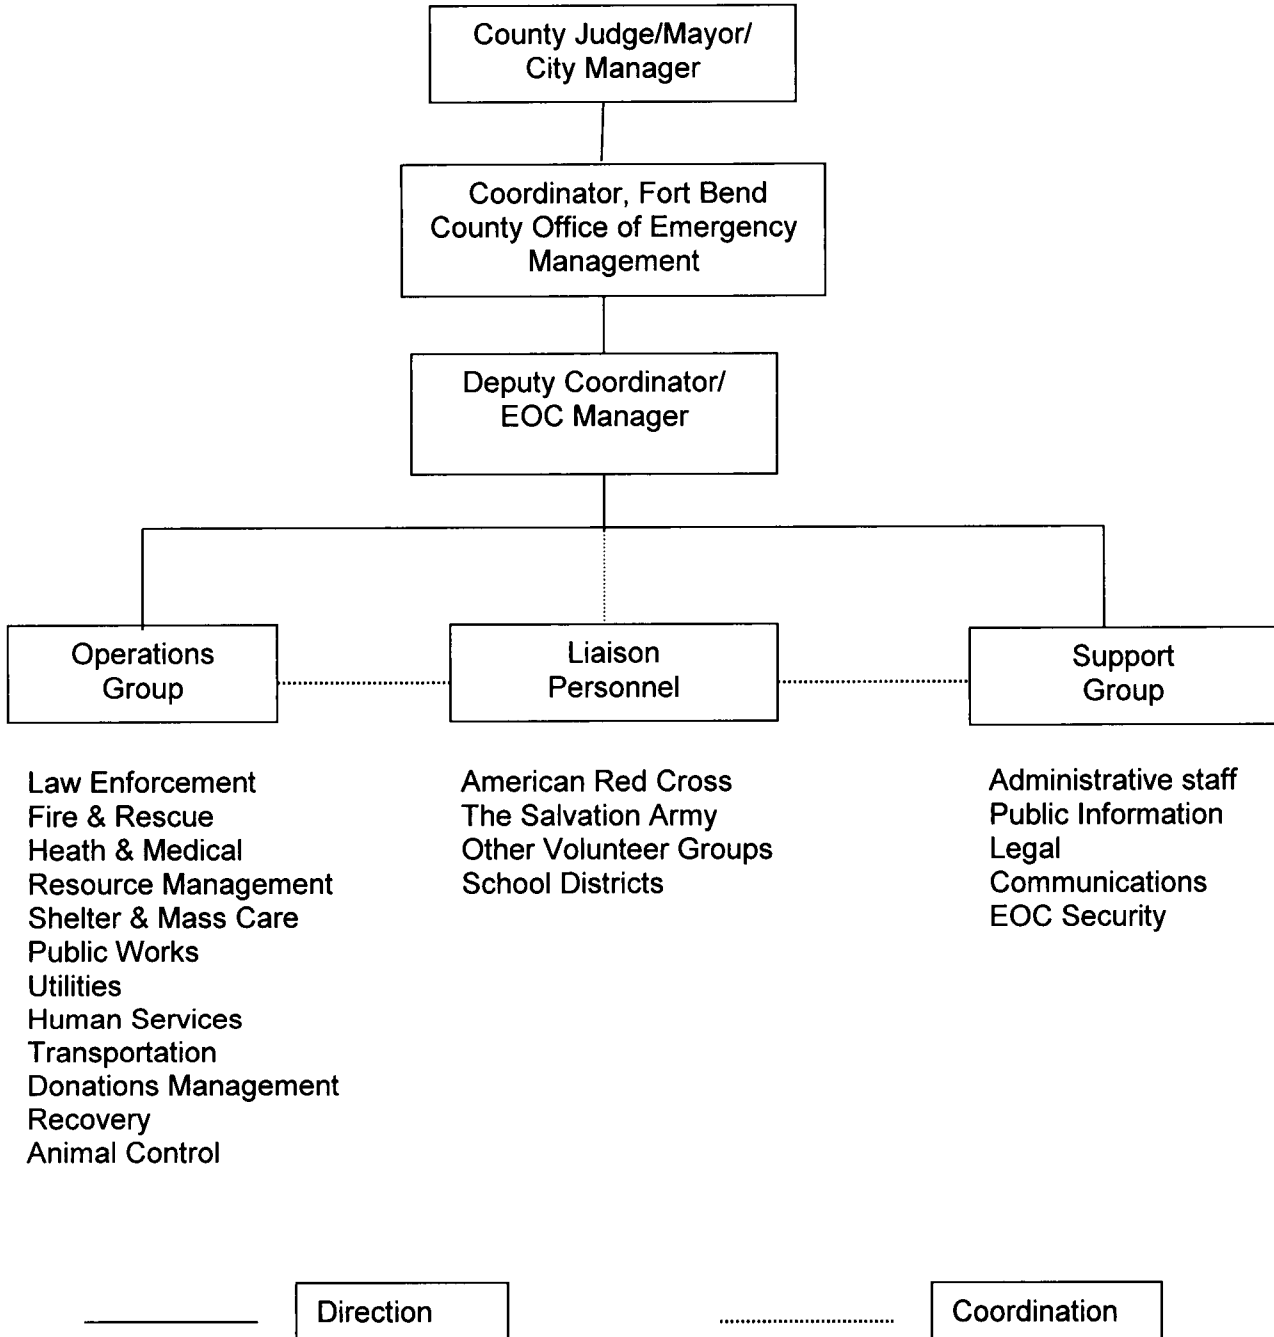 County Judge/Mayor/
City Manager
Coordinator, Fort Bend
County Office of Emergency
Management
Deputy Coordinator/
EOC Manager
Operations
Group
Liaison
Personnel
Support
Group
Law Enforcement
Fire & Rescue
Heath & Medical
Resource Management
Shelter & Mass Care
Public Works
Utilities
Human Services
Transportation
Donations Management
Recovery
Animal Control
American Red Cross
The Salvation Army
Other Volunteer Groups
School Districts
Administrative staff
Public Information
Legal
Communications
EOC Security
Direction
Coordination